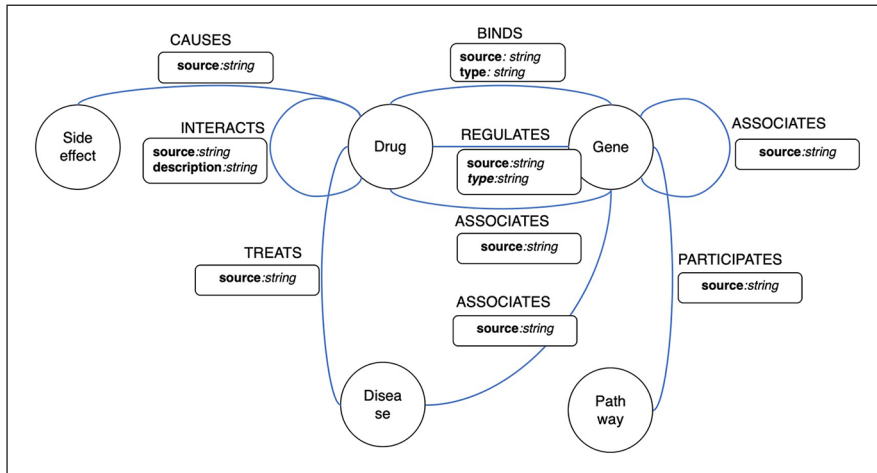 CAUSES
source:string
BINDS
source: string
type: string
Side
effect
INTERACTS
source:string
description:string
Drug
REGULATES
source:string
type:string
Gene
ASSOCIATES
source:string
ASSOCIATES
source:string
TREATS
source:string
PARTICIPATES
source:string
ASSOCIATES
source:string
Disea
se
Path
way